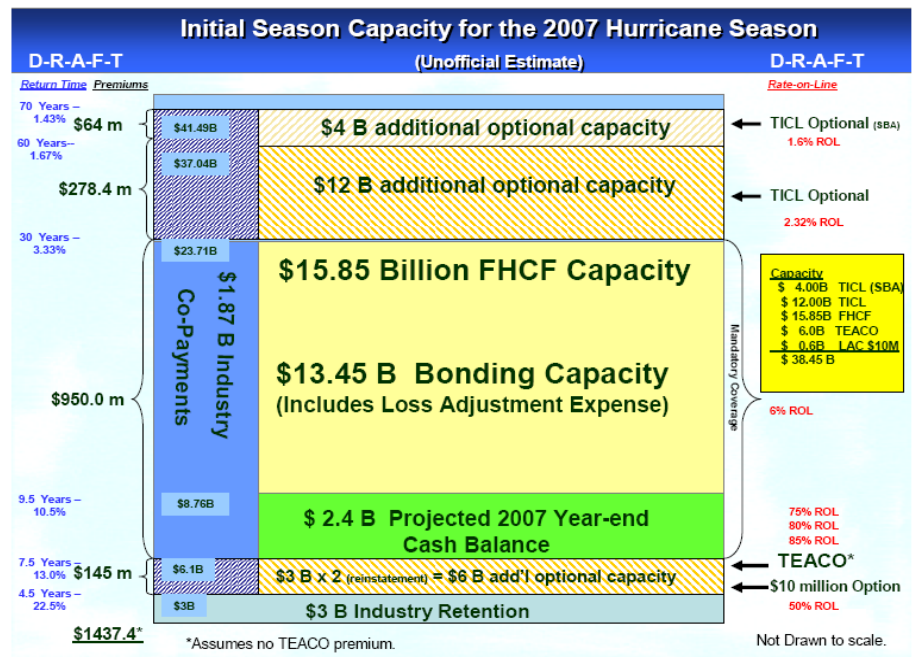 Initial Season Capacity for the 2007 Hurricane Season
D-R-A-F-T
(Unofficial Estimate)
D-R-A-F-T
Return Time Premiums
Rate-on-Line
70 Years –
1.43%
$64 m
$41.49B
$4 B additional optional capacity
TICL Optional (SBA)
1.6% ROL
60 Years--
1.67%
$37.04B
$278.4 m
$12 B additional optional capacity
TICL Optional
2.32% ROL
30 Years –
3.33%
$23.71B
$1.87 B Industry
Co-Payments
$15.85 Billion FHCF Capacity
$13.45 B Bonding Capacity
(Includes Loss Adjustment Expense)
Mandatory Coverage
Capacity
$ 4.00B TICL (SBA)
$ 12.00B TICL
$ 15.85B FHCF
$ 6.0B TEACO
$ 0.6B LAC $10M
$ 38.45 B
$950.0 m
6% ROL
9.5 Years –
10.5%
$8.76B
$ 2.4 B Projected 2007 Year-end
Cash Balance
75% ROL
80% ROL
85% ROL
7.5 Years –
13.0%
$145 m
$6.1B
$3 B x 2 (reinstatement) = $6 B add'l optional capacity
TEACO*
$10 million Option
4.5 Years –
22.5%
$3B
$3 B Industry Retention
50% ROL
$1437.4*
*Assumes no TEACO premium.
Not Drawn to scale.